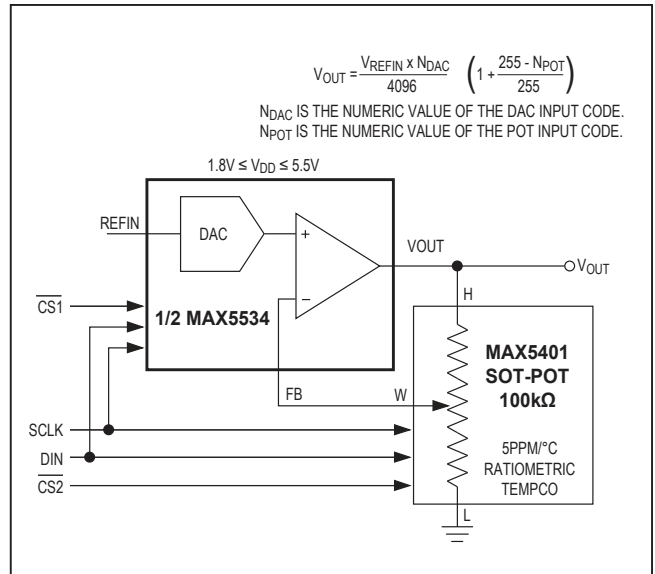 V_OUT = V_REFIN x N_DAC / 4096 (1 + 255 - N_POT / 255)
N_DAC IS THE NUMERIC VALUE OF THE DAC INPUT CODE.
N_POT IS THE NUMERIC VALUE OF THE POT INPUT CODE.
1.8V ≤ V_DD ≤ 5.5V
REFIN
DAC
+
−
VOUT
V_OUT
H
CS1
1/2 MAX5534
MAX5401
SOT-POT
100kΩ
FB
W
SCLK
DIN
CS2
5PPM/°C
RATIOMETRIC
TEMPCO
L